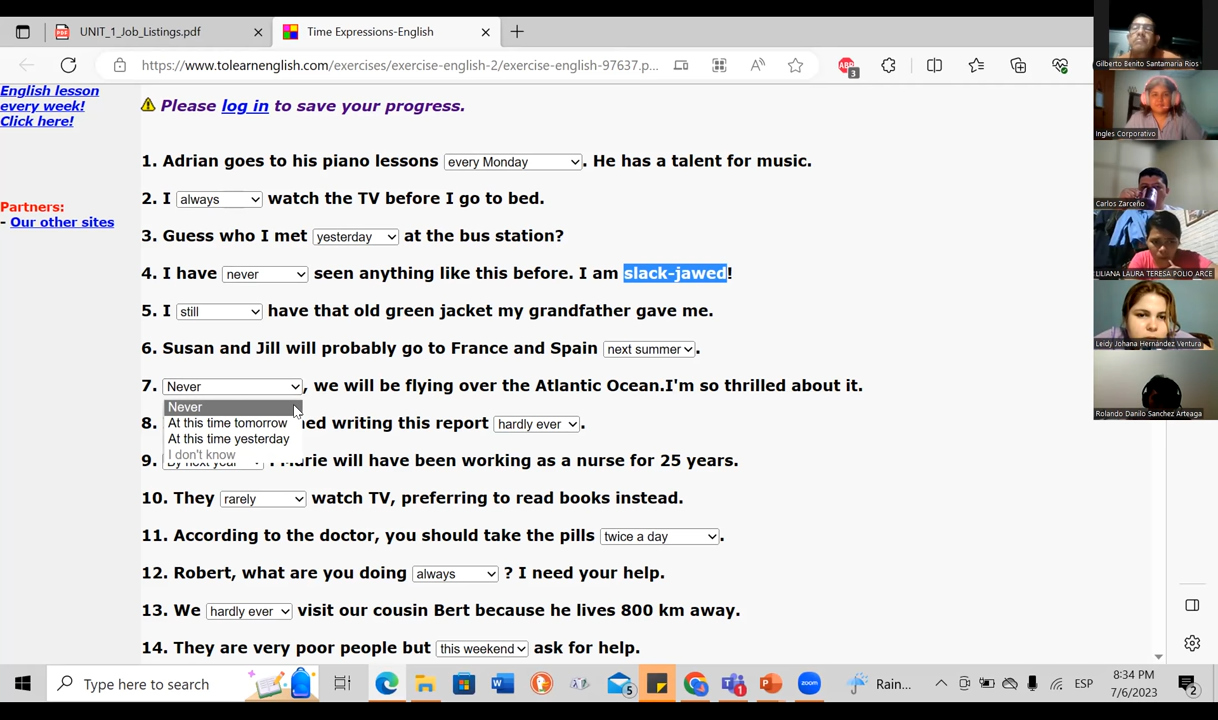 UNIT_1_Job_Listings.pdf
Time Expressions-English
https://www.tolearnenglish.com/exercises/exercise-english-2/exercise-english-97637.p...
ABP
3
English lesson
every week!
Click here!
Please log in to save your progress.
Partners:
- Our other sites
1. Adrian goes to his piano lessons every Monday . He has a talent for music.
2. I always watch the TV before I go to bed.
3. Guess who I met yesterday at the bus station?
4. I have never seen anything like this before. I am slack-jawed!
5. I still have that old green jacket my grandfather gave me.
6. Susan and Jill will probably go to France and Spain next summer .
7. Never , we will be flying over the Atlantic Ocean.I'm so thrilled about it.
Never
At this time tomorrow
At this time yesterday
I don't know
8. ned writing this report hardly ever .
9. By next year . Marie will have been working as a nurse for 25 years.
10. They rarely watch TV, preferring to read books instead.
11. According to the doctor, you should take the pills twice a day .
12. Robert, what are you doing always ? I need your help.
13. We hardly ever visit our cousin Bert because he lives 800 km away.
14. They are very poor people but this weekend ask for help.
Gilberto Benito Santamaria Rios
Ingles Corporativo
Carlos Zarceño
LILIANA LAURA TERESA POLIO ARCE
Leidy Johana Hernández Ventura
Rolando Danilo Sanchez Arteaga
Type here to search
5
1
zoom
Rain...
ESP
8:34 PM
7/6/2023
2